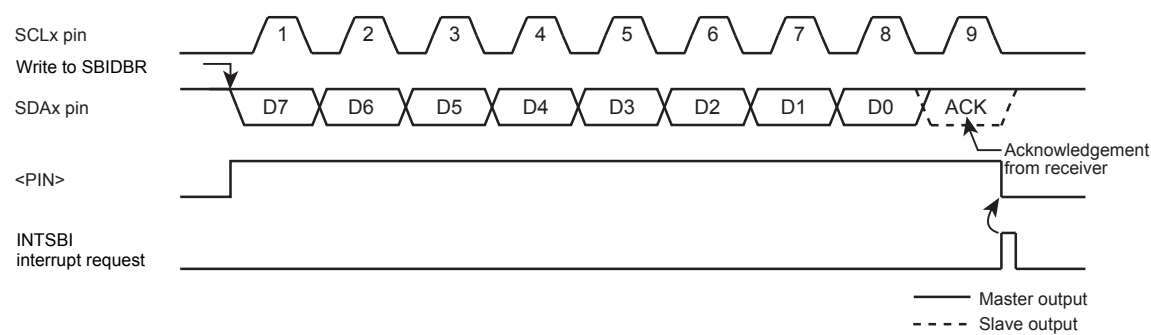 SCLx pin
1 2 3 4 5 6 7 8 9
Write to SBIDBR
SDAx pin
D7 D6 D5 D4 D3 D2 D1 D0 ACK
Acknowledgement
from receiver
<PIN>
INTSBI
interrupt request
Master output
Slave output